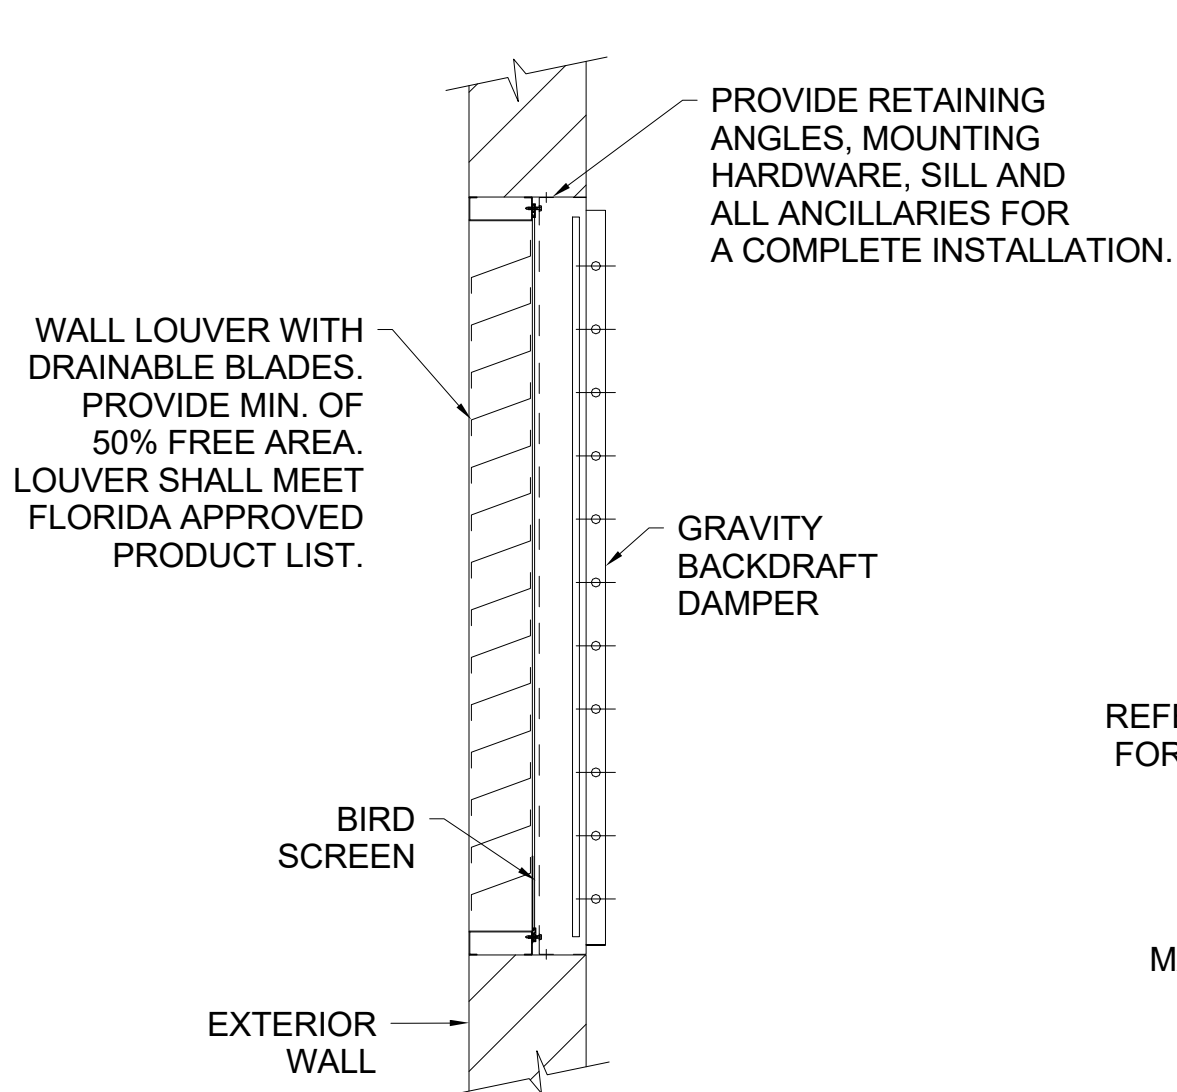 PROVIDE RETAINING
ANGLES, MOUNTING
HARDWARE, SILL AND
ALL ANCILLARIES FOR
A COMPLETE INSTALLATION.
WALL LOUVER WITH
DRAINABLE BLADES.
PROVIDE MIN. OF
50% FREE AREA.
LOUVER SHALL MEET
FLORIDA APPROVED
PRODUCT LIST.
GRAVITY
BACKDRAFT
DAMPER
BIRD
SCREEN
EXTERIOR
WALL